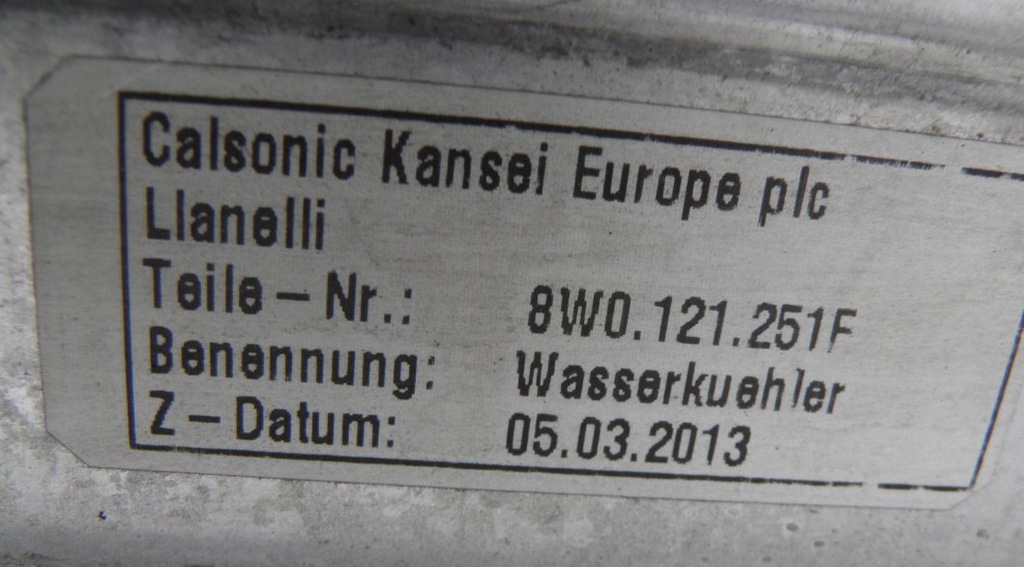 Calsonic Kansei Europe plc
Llanelli
Teile-Nr.: 8W0.121.251F
Benennung: Wasserkuehler
Z-Datum: 05.03.2013